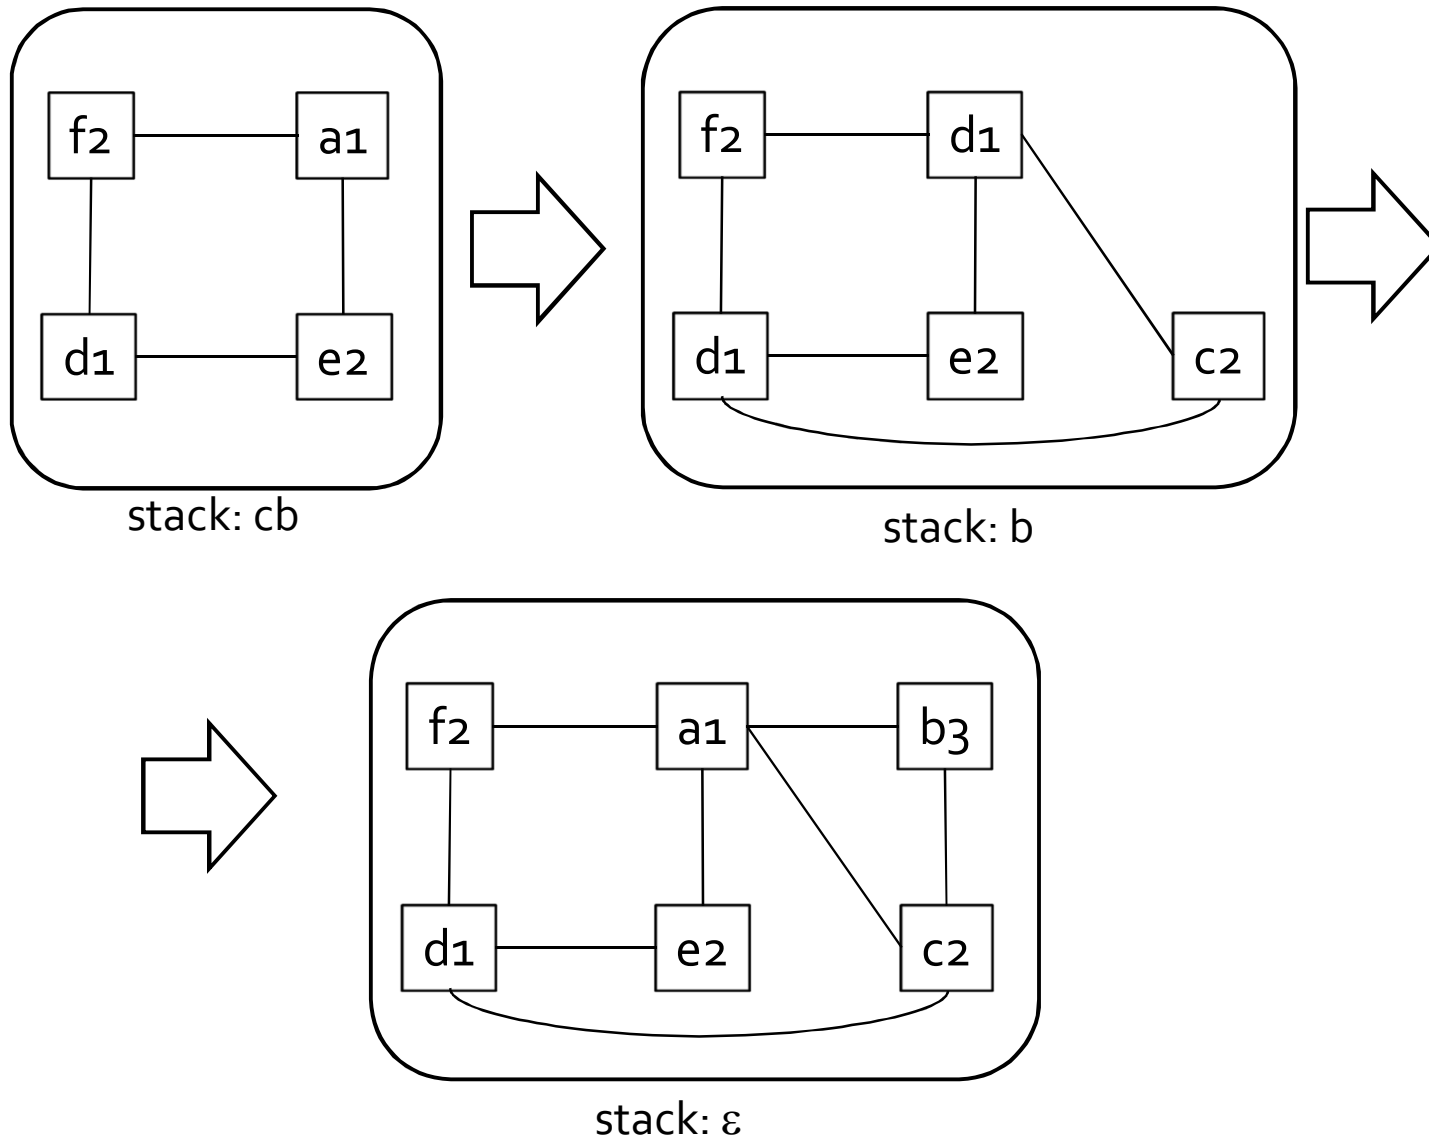 f2 a1 f2 d1
d1 e2 d1 e2 c2
stack: cb stack: b
f2 a1 b3
d1 e2 c2
stack: ε